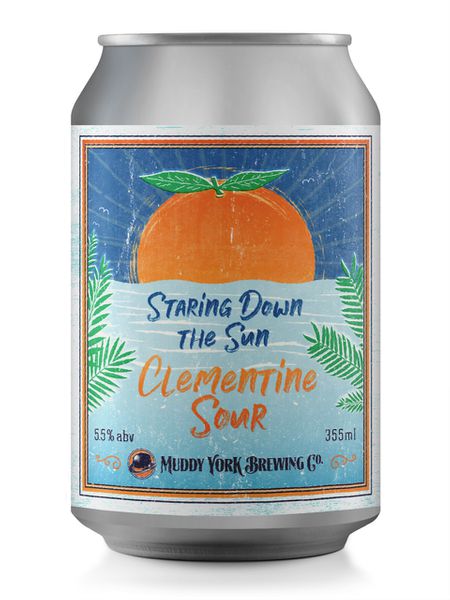 Staring Down
the Sun
Clementine
Sour
5.5% abv
355ml
Muddy York Brewing Co.